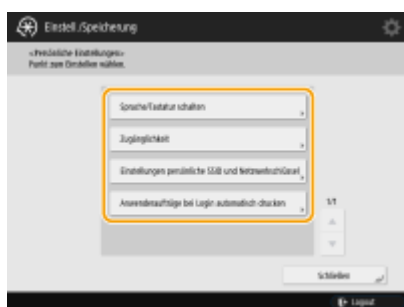 Einstell./Speicherung
<Persönliche Einstellungen>
Punkt zum Einstellen wählen.
Sprache/Tastatur schalten
Zugänglichkeit
Einstellungen persönliche SSID und Netzwerkschlüssel
Anwenderaufträge bei Login automatisch drucken
1/1
Schließen
Logout